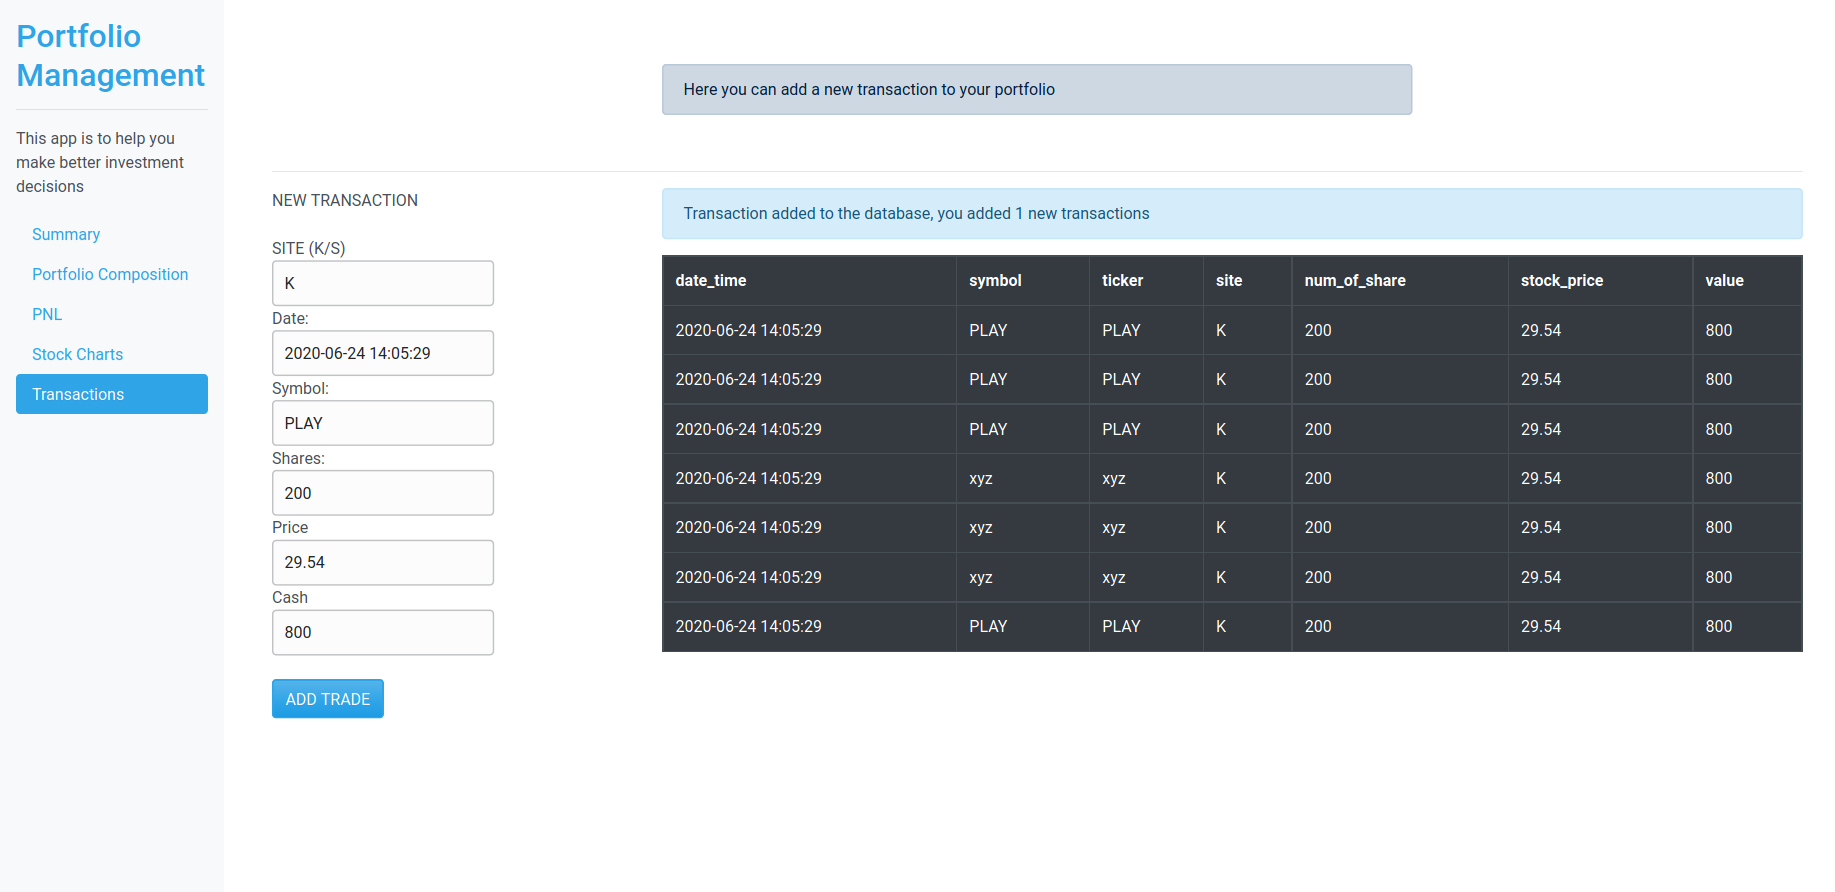 Portfolio
Management
This app is to help you
make better investment
decisions
Summary
Portfolio Composition
PNL
Stock Charts
Transactions
Here you can add a new transaction to your portfolio
NEW TRANSACTION
SITE (K/S)
K
Date:
2020-06-24 14:05:29
Symbol:
PLAY
Shares:
200
Price
29.54
Cash
800
ADD TRADE
Transaction added to the database, you added 1 new transactions
date_time symbol ticker site num_of_share stock_price value
2020-06-24 14:05:29 PLAY PLAY K 200 29.54 800
2020-06-24 14:05:29 PLAY PLAY K 200 29.54 800
2020-06-24 14:05:29 PLAY PLAY K 200 29.54 800
2020-06-24 14:05:29 xyz xyz K 200 29.54 800
2020-06-24 14:05:29 xyz xyz K 200 29.54 800
2020-06-24 14:05:29 xyz xyz K 200 29.54 800
2020-06-24 14:05:29 PLAY PLAY K 200 29.54 800